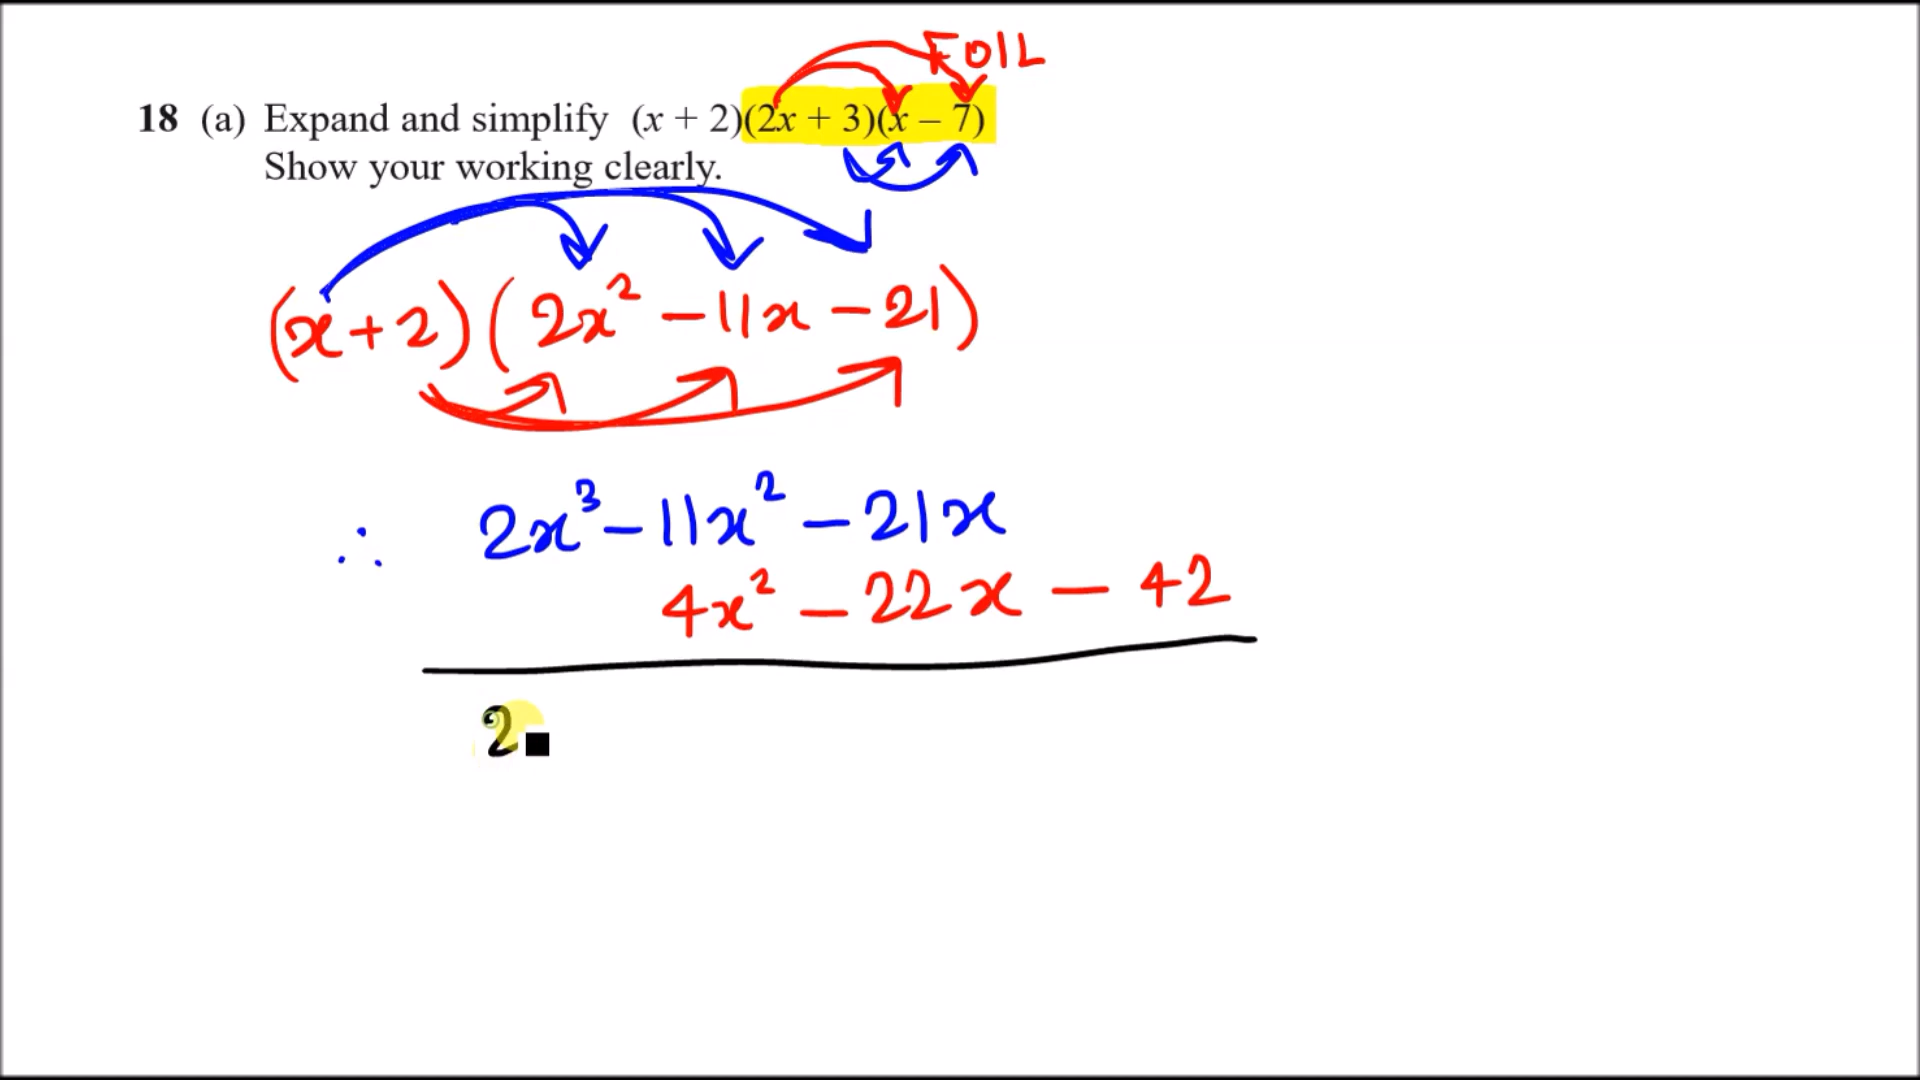 FOIL
18 (a) Expand and simplify (x + 2)(2x + 3)(x – 7)
Show your working clearly.
(x + 2)(2x² – 11x – 21)
∴ 2x³ – 11x² – 21x
4x² – 22x – 42
2